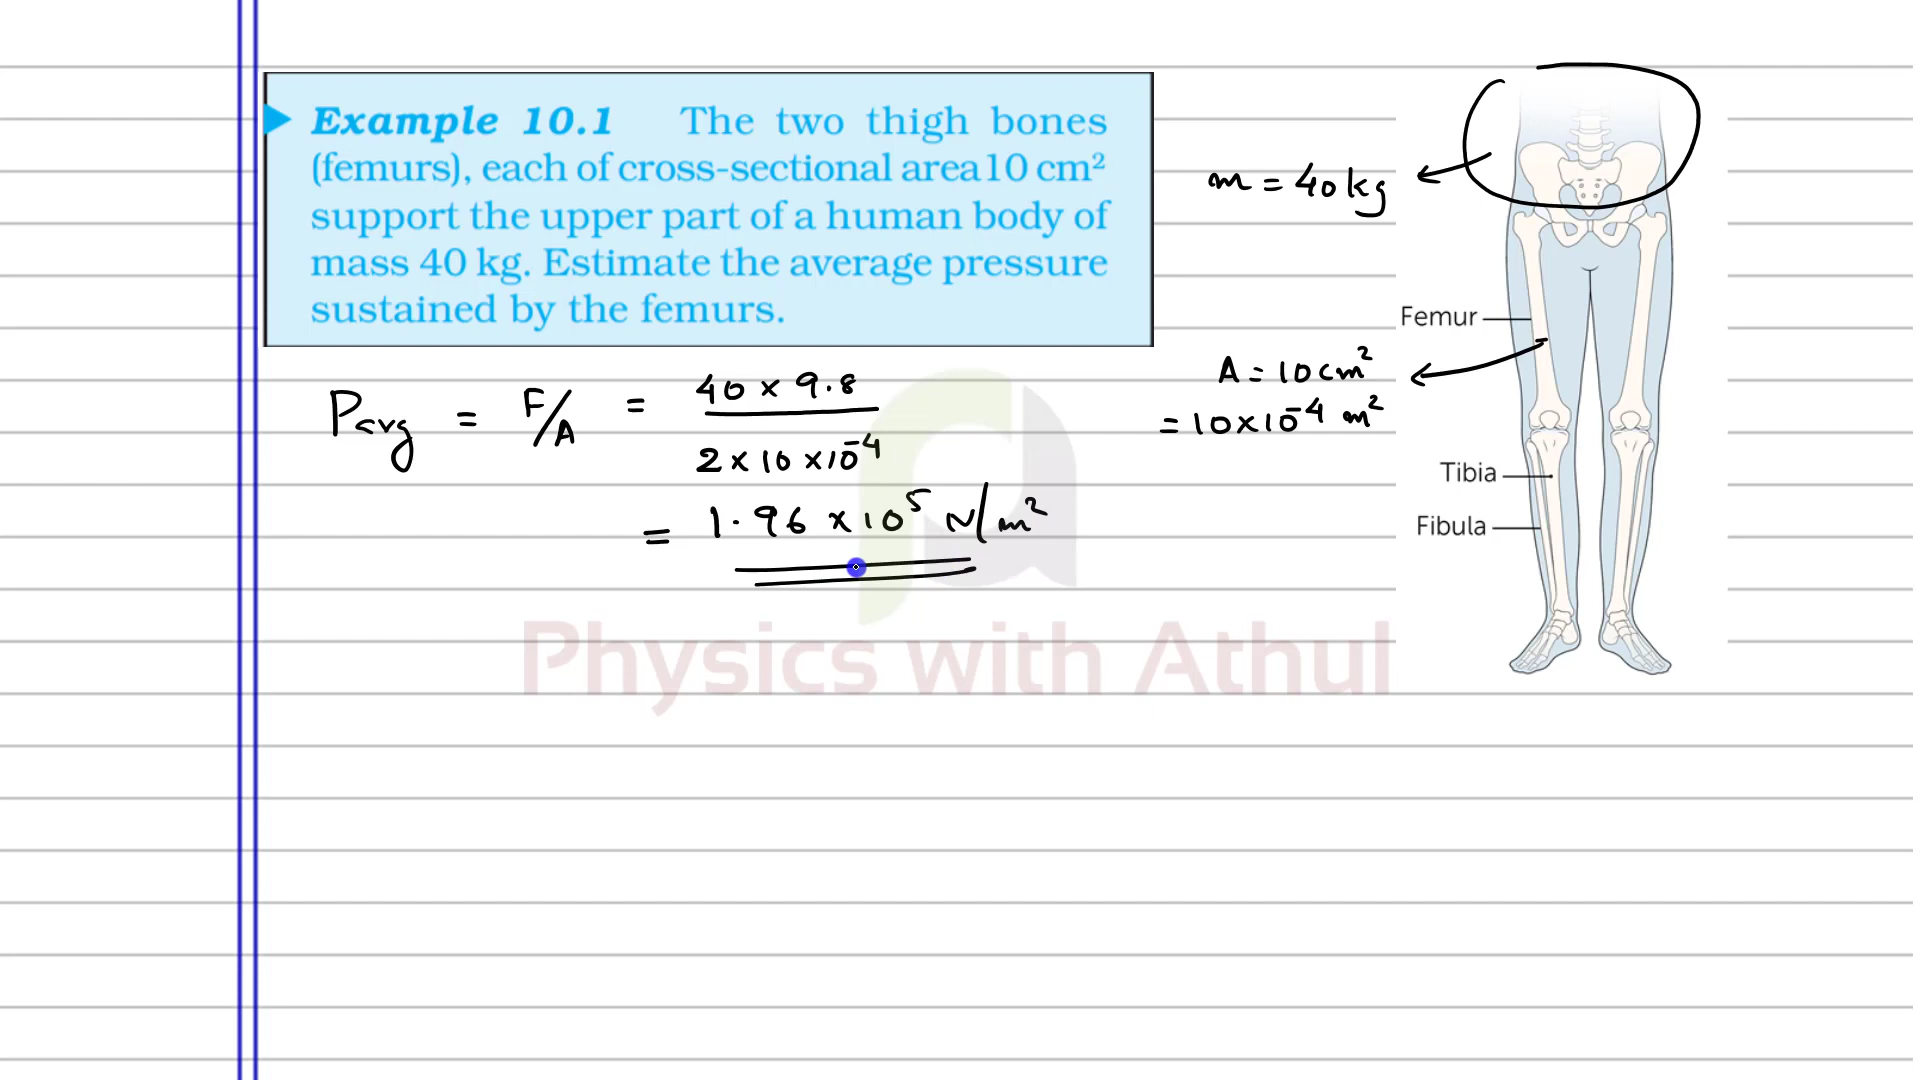 Example 10.1 The two thigh bones
(femurs), each of cross-sectional area10 cm²
support the upper part of a human body of
mass 40 kg. Estimate the average pressure
sustained by the femurs.
m = 40 kg
Femur
A = 10 cm²
= 10 × 10⁻⁴ m²
Tibia
Fibula
Pavg = F/A = 40 × 9.8
2 × 10 × 10⁻⁴
= 1.96 × 10⁵ N/m²
Physics with Athul